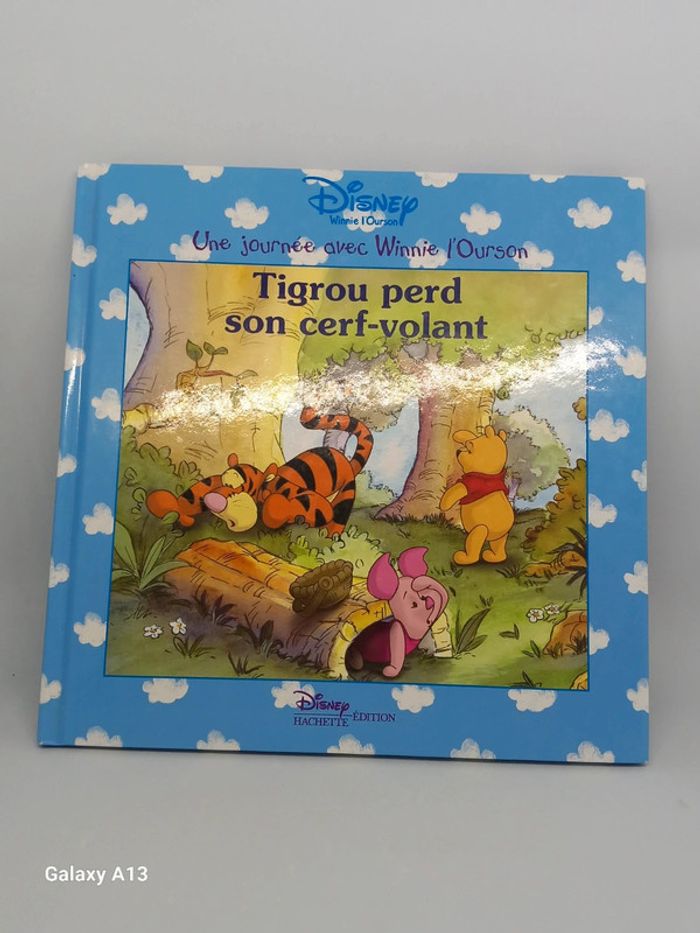 Disney
Winnie l'Ourson
Une journée avec Winnie l'Ourson
Tigrou perd
son cerf-volant
Disney
HACHETTE ÉDITION
Galaxy A13